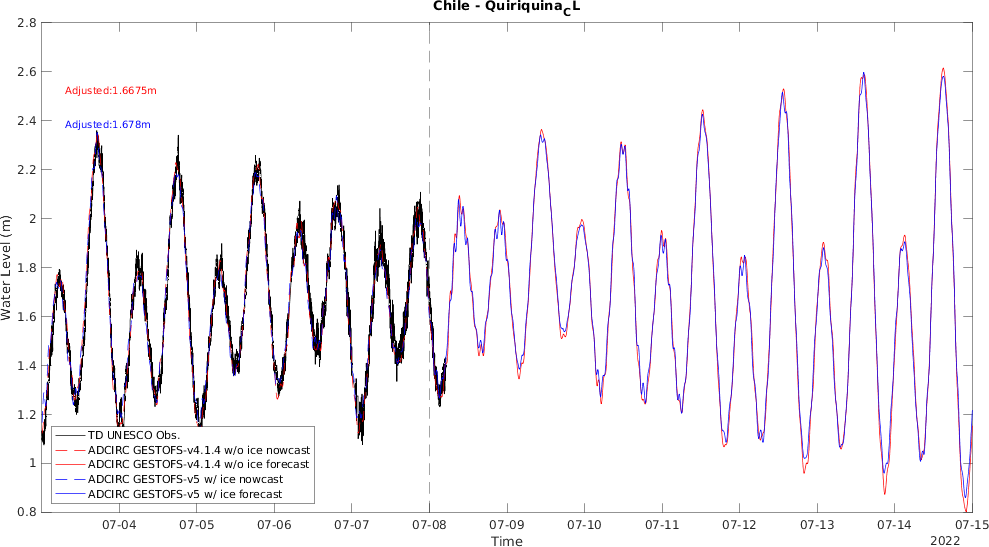 Chile - Quiriquina_CL
2.8
2.6
2.4
2.2
2
1.8
1.6
1.4
1.2
1
0.8
Water Level (m)
Adjusted:1.6675m
Adjusted:1.678m
TD UNESCO Obs.
ADCIRC GESTOFS-v4.1.4 w/o ice nowcast
ADCIRC GESTOFS-v4.1.4 w/o ice forecast
ADCIRC GESTOFS-v5 w/ ice nowcast
ADCIRC GESTOFS-v5 w/ ice forecast
07-04 07-05 07-06 07-07 07-08 07-09 07-10 07-11 07-12 07-13 07-14 07-15
Time
2022